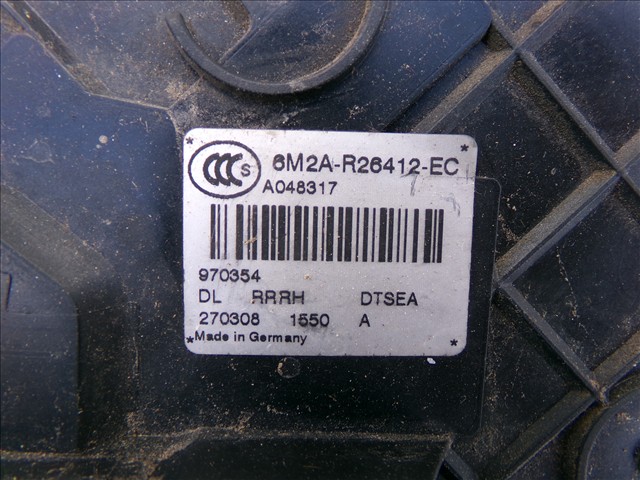 CCC S 6M2A-R26412-EC
A048317
970354
DL RRRH DTSEA
270308 1550 A
*Made in Germany *